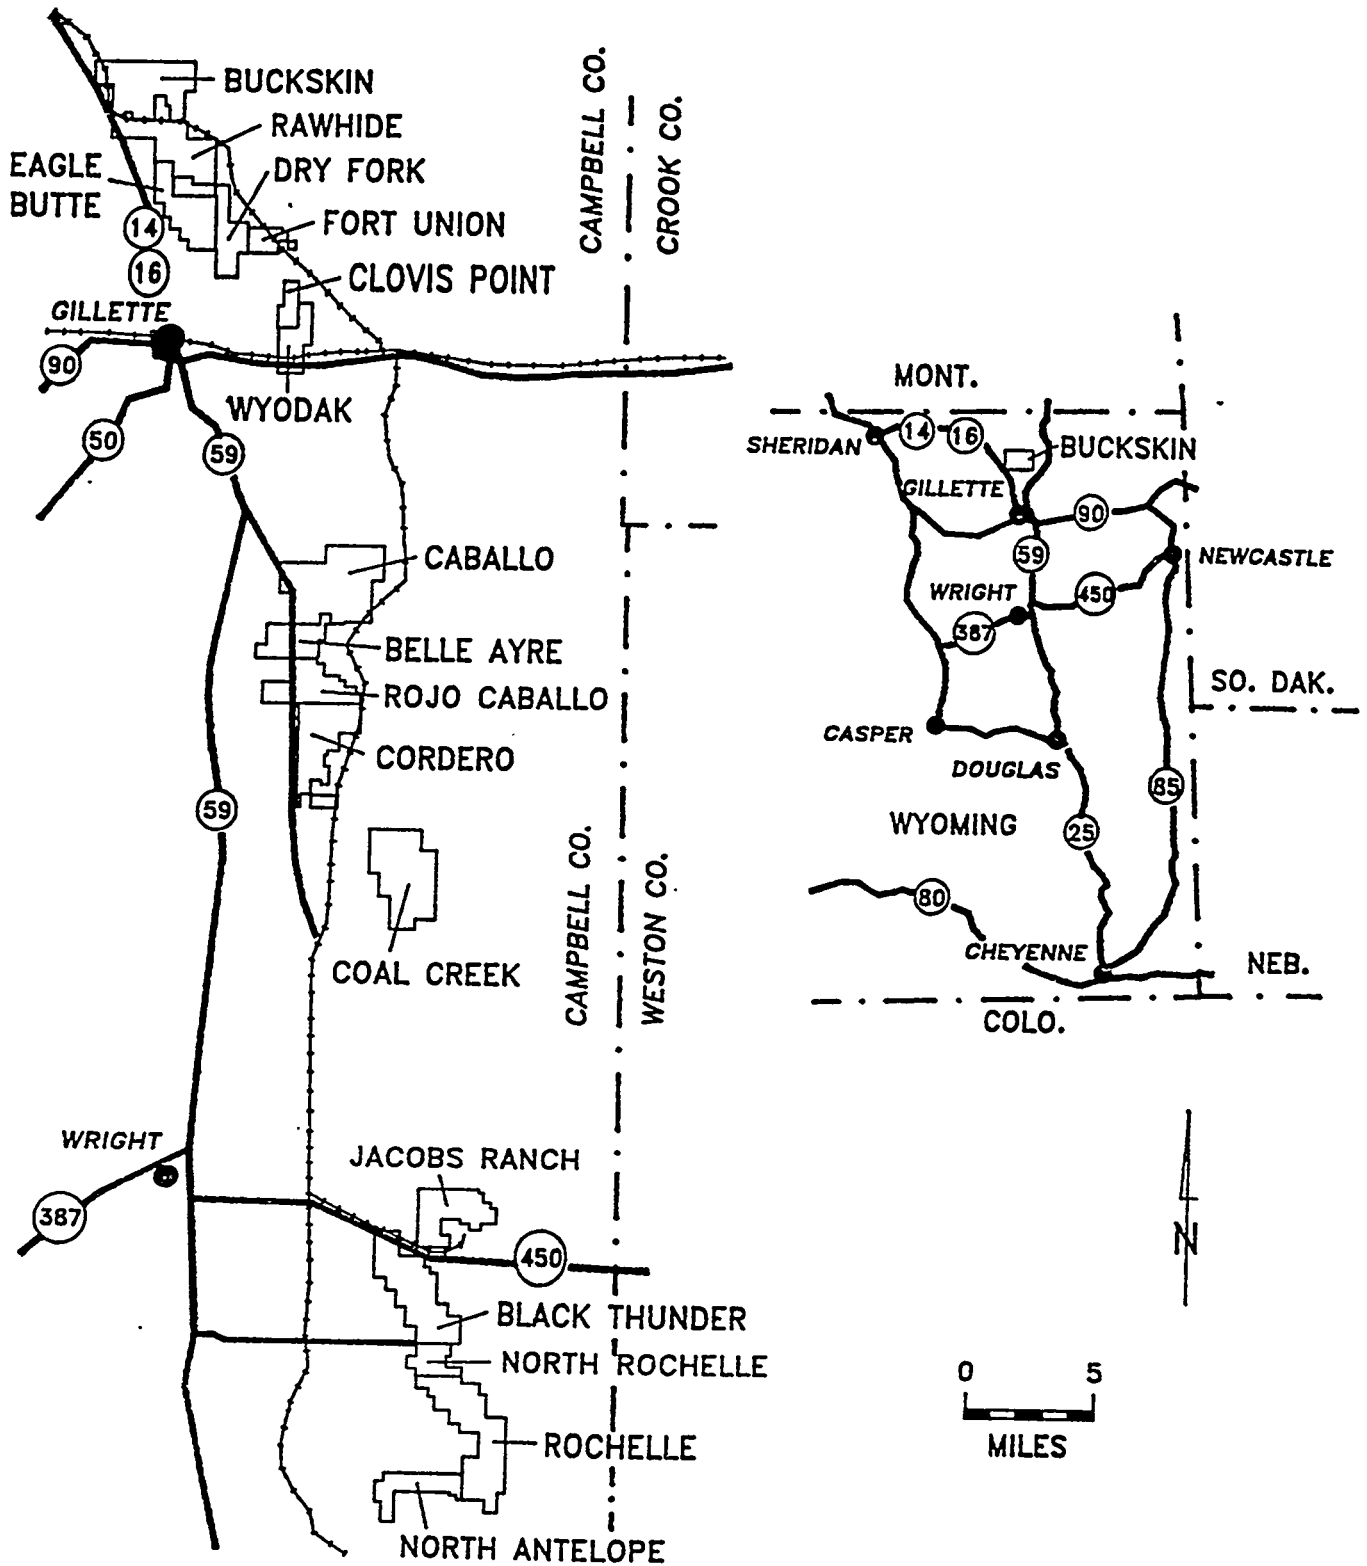 BUCKSKIN
RAWHIDE
EAGLE
BUTTE
DRY FORK
FORT UNION
14
16
CLOVIS POINT
GILLETTE
90
WYODAK
50
59
CAMPBELL CO.
CROOK CO.
CABALLO
BELLE AYRE
ROJO CABALLO
CORDERO
59
COAL CREEK
CAMPBELL CO.
WESTON CO.
WRIGHT
387
JACOBS RANCH
450
BLACK THUNDER
NORTH ROCHELLE
ROCHELLE
NORTH ANTELOPE
MONT.
SHERIDAN
14
16
BUCKSKIN
GILLETTE
90
59
NEWCASTLE
WRIGHT
450
387
SO. DAK.
CASPER
DOUGLAS
85
WYOMING
25
80
CHEYENNE
NEB.
COLO.
N
0 5
MILES